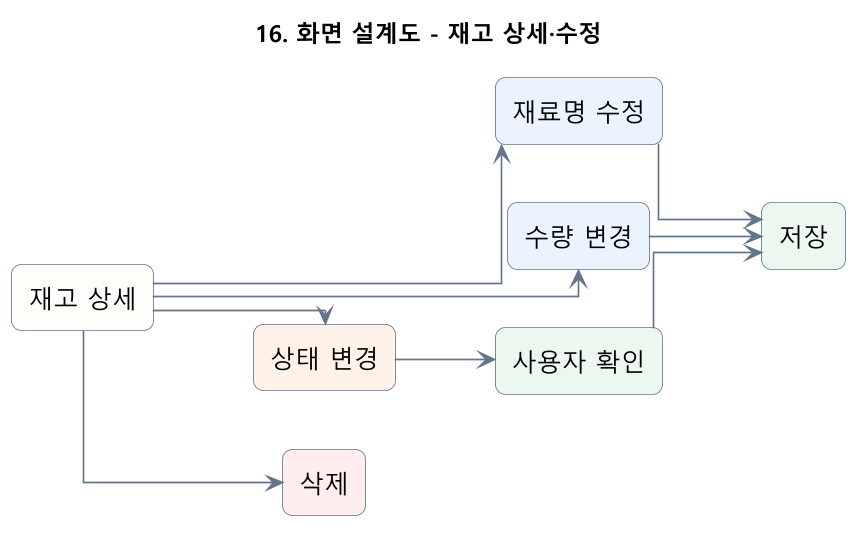 16. 화면 설계도 - 재고 상세·수정
재료명 수정
수량 변경
저장
재고 상세
상태 변경
사용자 확인
삭제